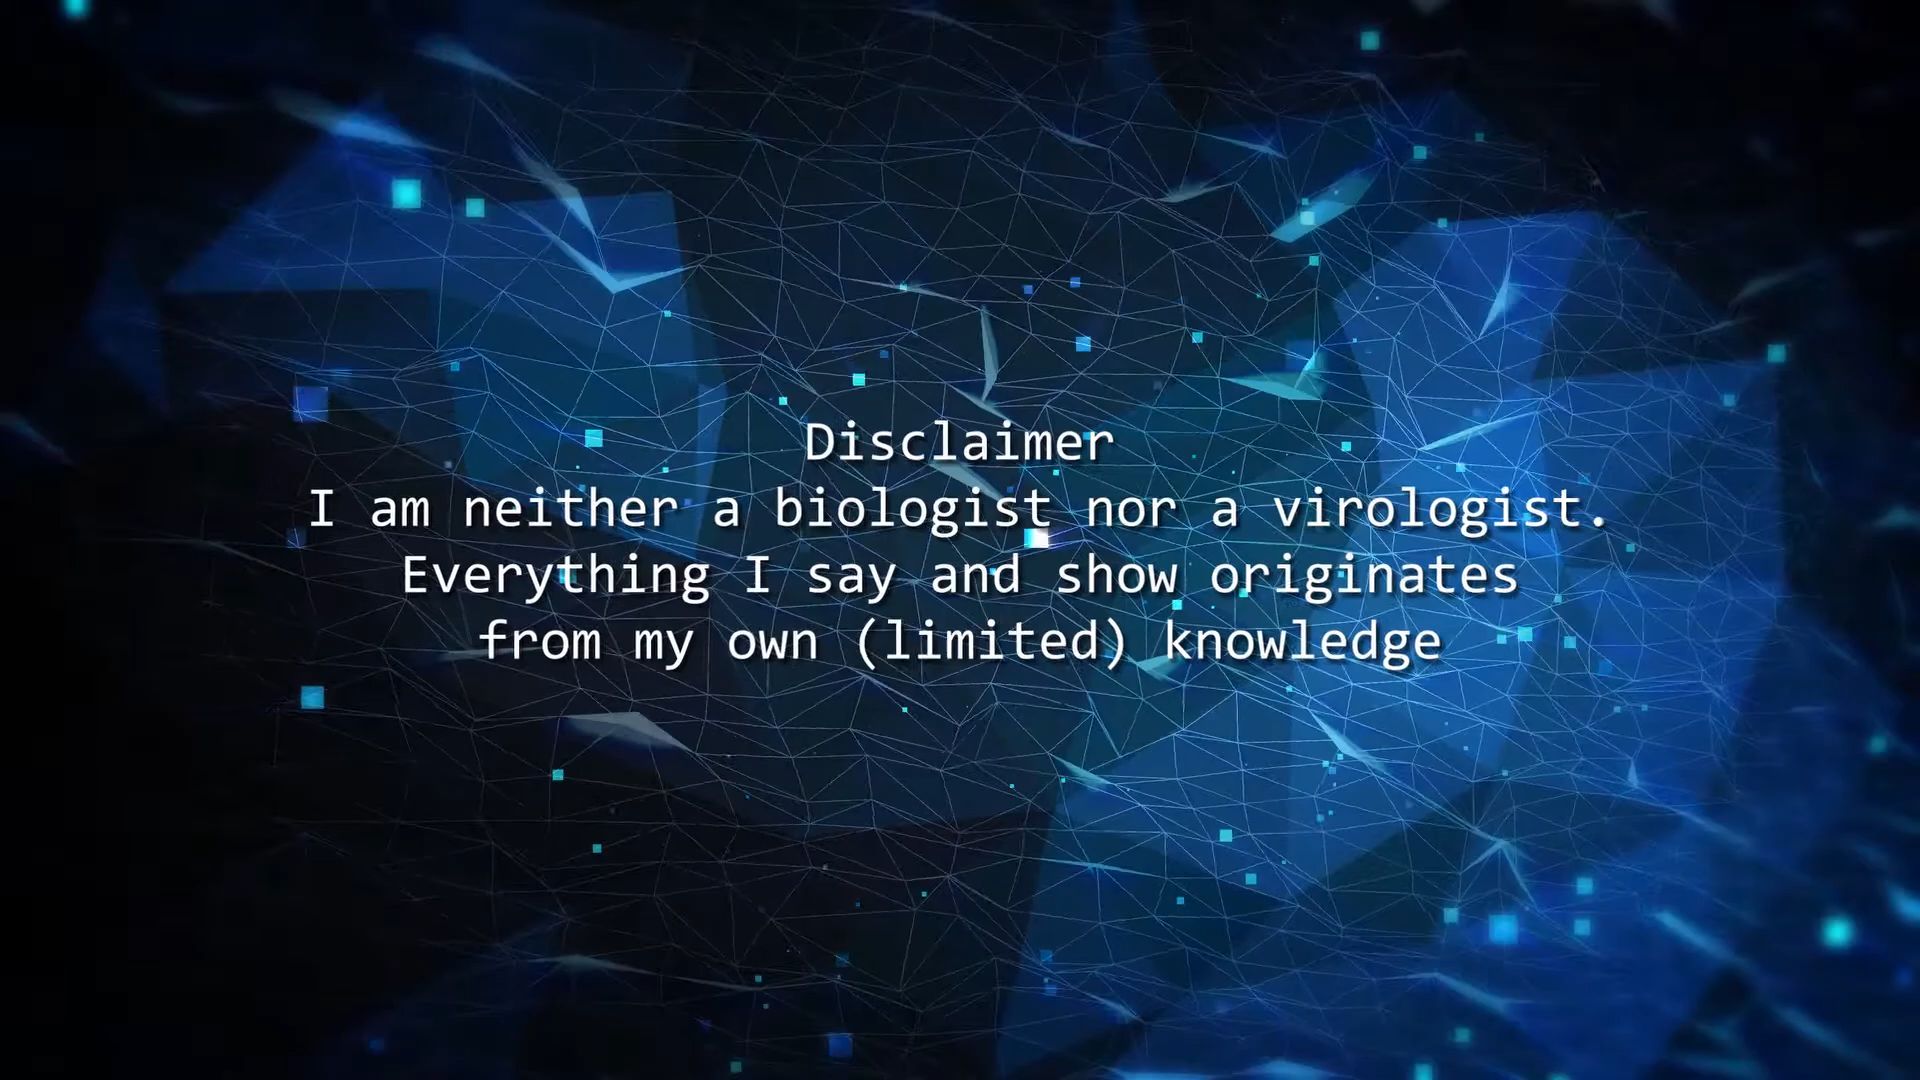 Disclaimer
I am neither a biologist nor a virologist.
Everything I say and show originates
from my own (limited) knowledge